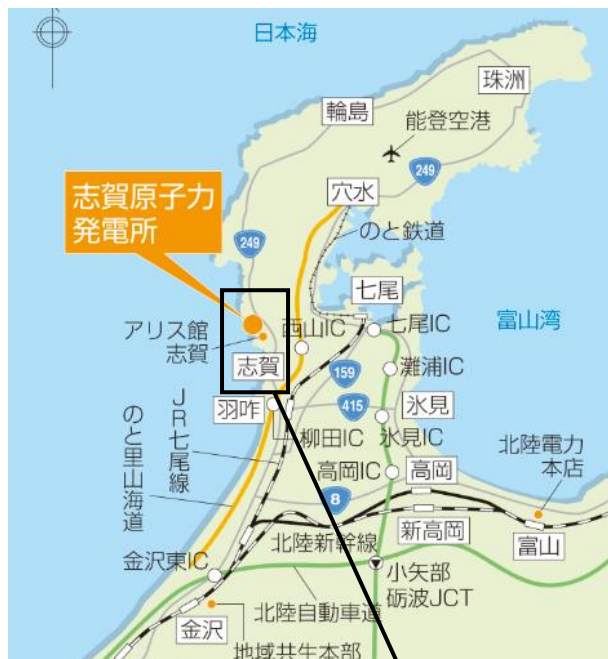 日本海
珠洲
輪島
能登空港
249
穴水
志賀原子力
発電所
のと鉄道
249
七尾
富山湾
アリス館
志賀
西山IC
七尾IC
志賀
159
灘浦IC
羽咋
415
氷見
JR七尾線
のと里山海道
柳田IC
氷見IC
北陸電力
本店
高岡IC
高岡
8
新高岡
富山
北陸新幹線
金沢東IC
小矢部
砺波JCT
北陸自動車道
金沢
地域共生本部